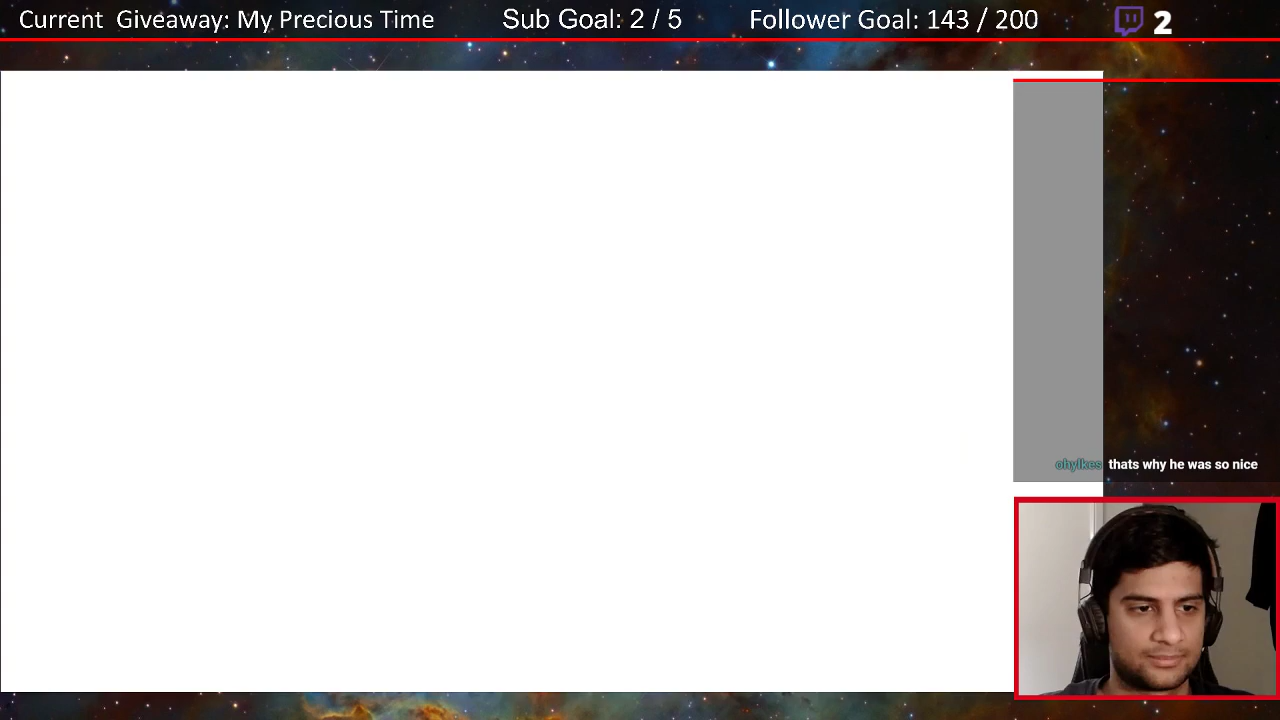 Current  Giveaway: My Precious Time
Sub Goal: 2 / 5
Follower Goal: 143 / 200
2
ohylkes thats why he was so nice